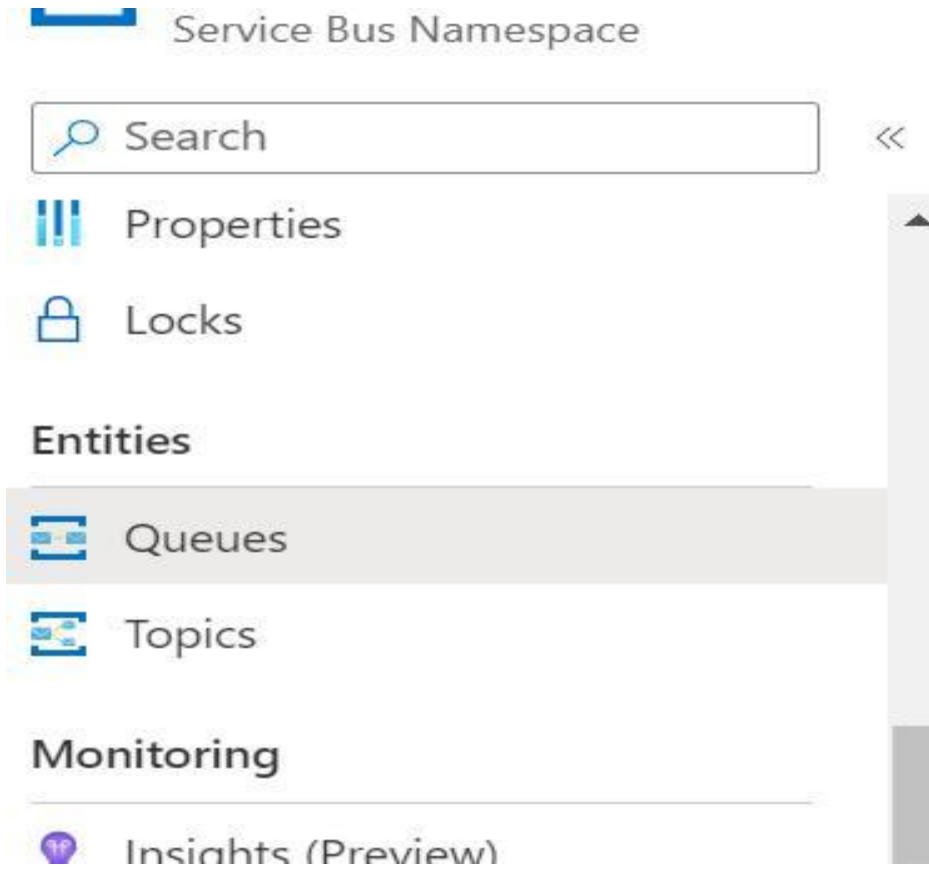 Service Bus Namespace
Search
Properties
Locks
Entities
Queues
Topics
Monitoring
Insights (Preview)